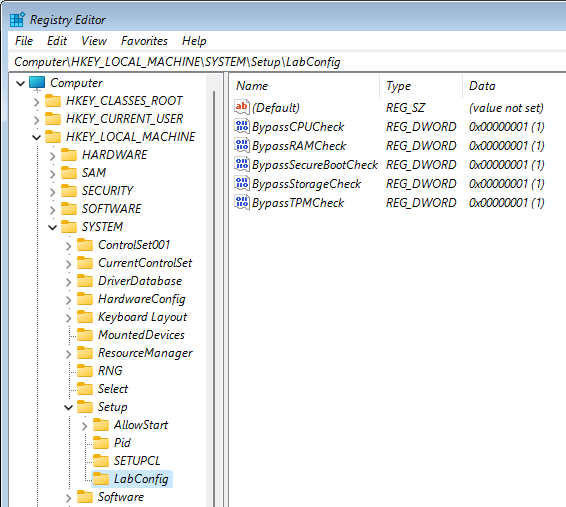 Registry Editor
File Edit View Favorites Help
Computer\HKEY_LOCAL_MACHINE\SYSTEM\Setup\LabConfig
Computer
HKEY_CLASSES_ROOT
HKEY_CURRENT_USER
HKEY_LOCAL_MACHINE
HARDWARE
SAM
SECURITY
SOFTWARE
SYSTEM
ControlSet001
CurrentControlSet
DriverDatabase
HardwareConfig
Keyboard Layout
MountedDevices
ResourceManager
RNG
Select
Setup
AllowStart
Pid
SETUPCL
LabConfig
Software
Name Type Data
(Default) REG_SZ (value not set)
BypassCPUCheck REG_DWORD 0x00000001 (1)
BypassRAMCheck REG_DWORD 0x00000001 (1)
BypassSecureBootCheck REG_DWORD 0x00000001 (1)
BypassStorageCheck REG_DWORD 0x00000001 (1)
BypassTPMCheck REG_DWORD 0x00000001 (1)